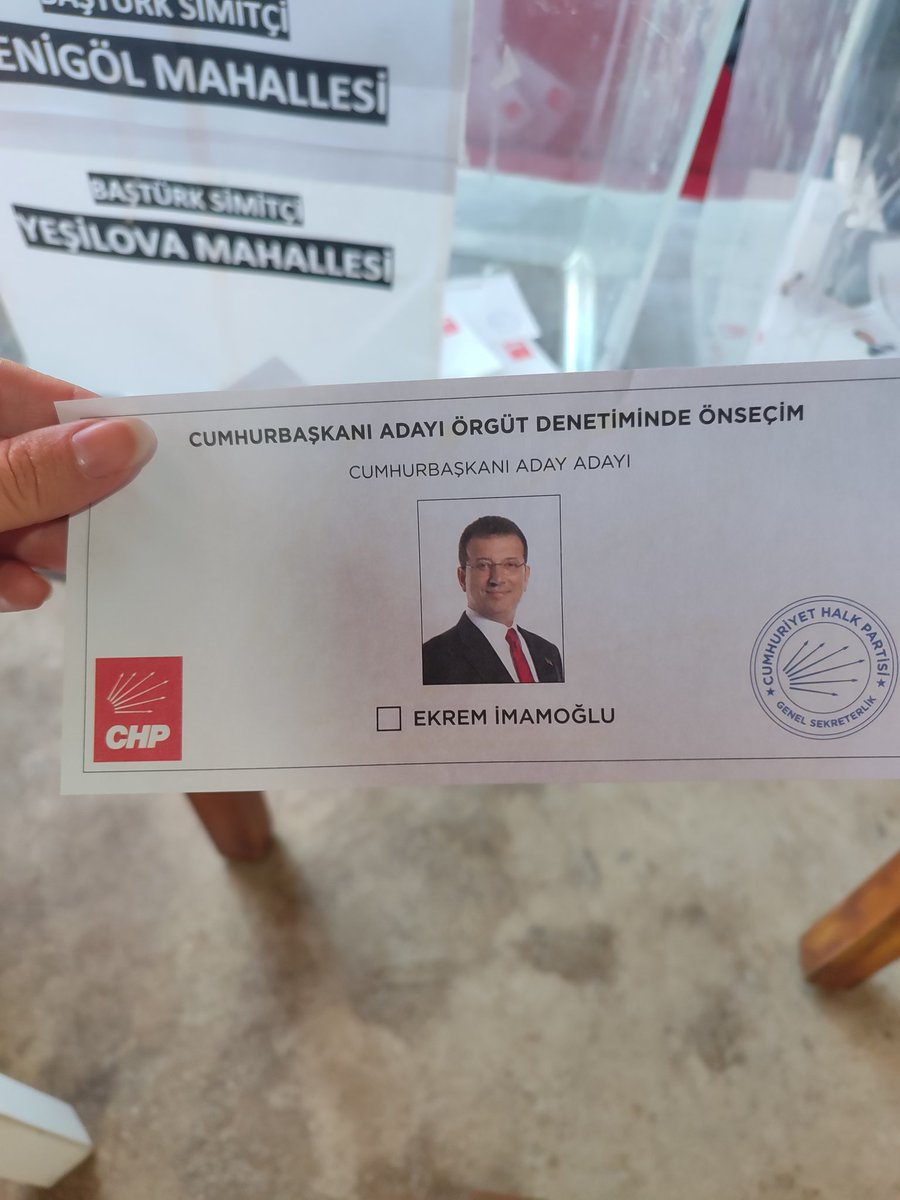 BAŞTÜRK SİMİTÇİ
ENİGÖL MAHALLESİ
BAŞTÜRK SİMİTÇİ
YEŞİLOVA MAHALLESİ
CUMHURBAŞKANI ADAYI ÖRGÜT DENETİMİNDE ÖNSEÇİM
CUMHURBAŞKANI ADAY ADAYI
EKREM İMAMOĞLU
CHP
CUMHURİYET HALK PARTİSİ
GENEL SEKRETERLİK